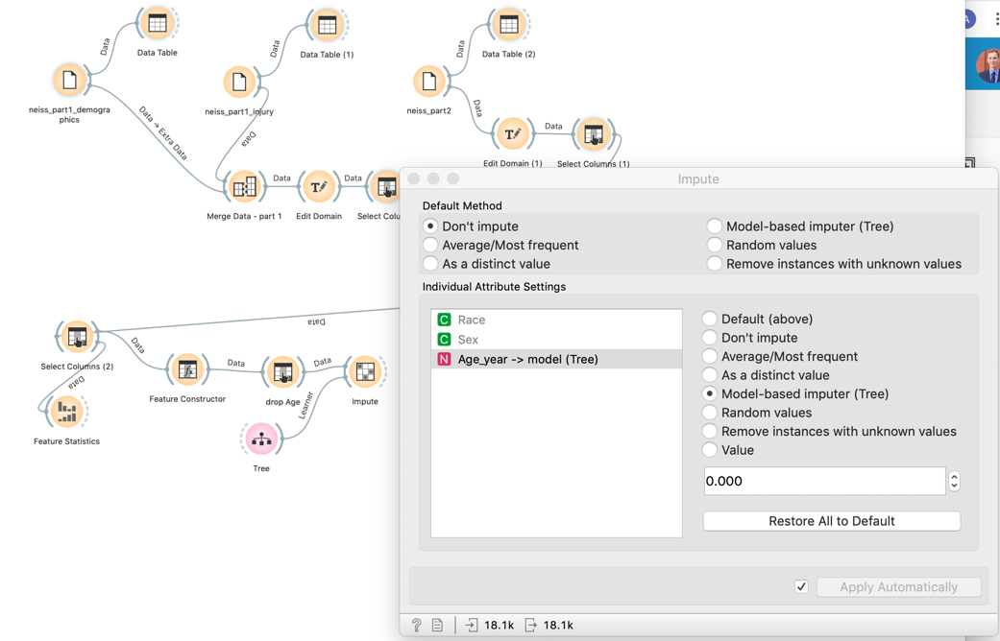 Data
Data Table
Data
Data Table (1)
Data
Data Table (2)
neiss_part1_demogra
phics
neiss_part1_injury
neiss_part2
Data → Extra Data
Data
Data
Data
Edit Domain (1)
Select Columns (1)
Data
Data
Merge Data - part 1
Edit Domain
Select Colu
Data
Select Columns (2)
Data
Data
Data
Data
Feature Constructor
drop Age
Impute
Learner
Feature Statistics
Tree
A
Impute
Default Method
Don't impute
Average/Most frequent
As a distinct value
Model-based imputer (Tree)
Random values
Remove instances with unknown values
Individual Attribute Settings
C Race
C Sex
N Age_year -> model (Tree)
Default (above)
Don't impute
Average/Most frequent
As a distinct value
Model-based imputer (Tree)
Random values
Remove instances with unknown values
Value
0.000
Restore All to Default
Apply Automatically
? 18.1k 18.1k